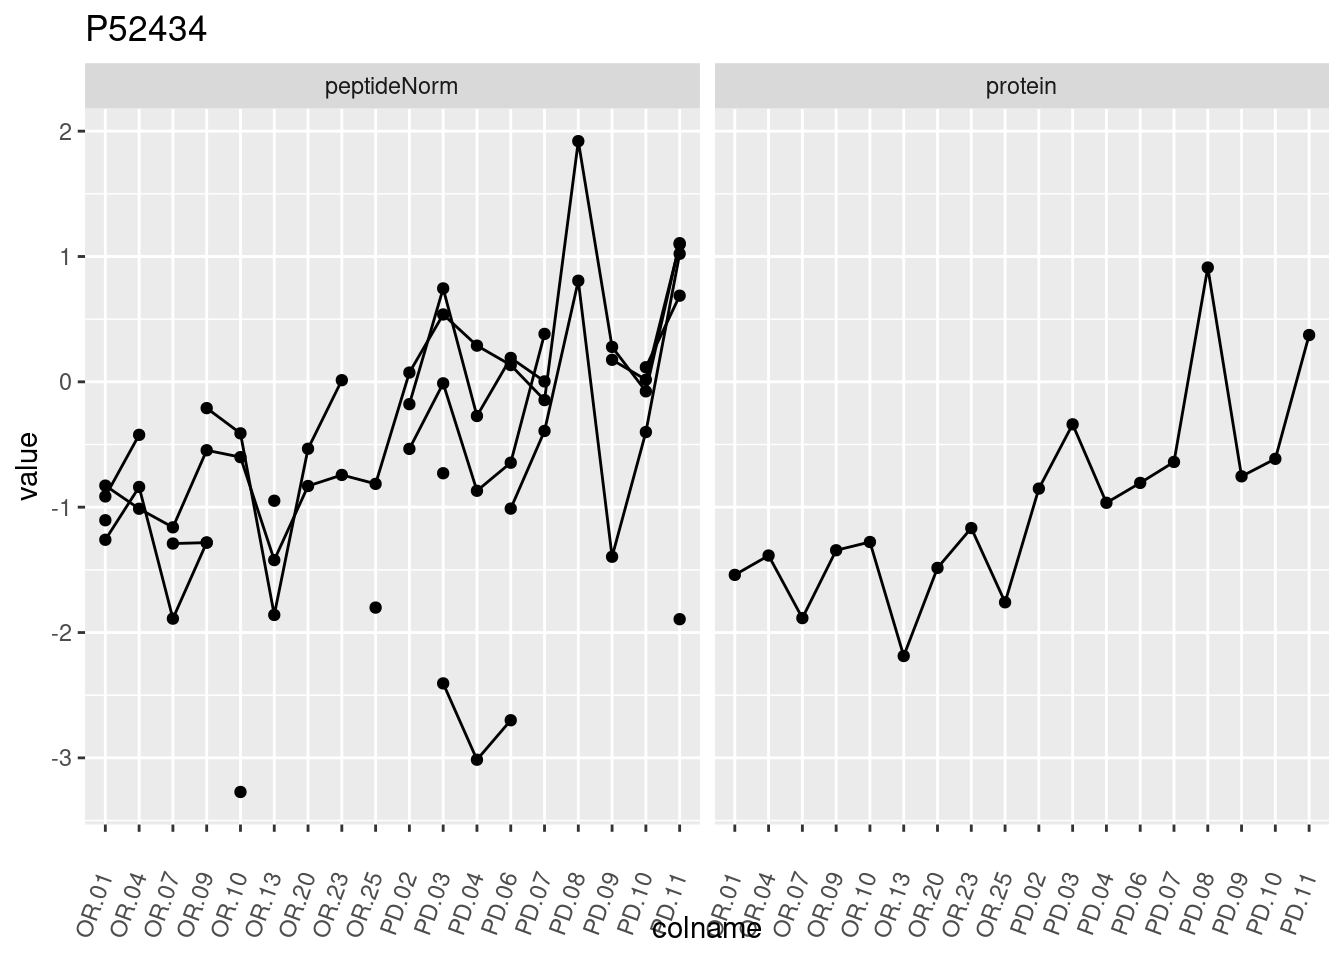 P52434
peptideNorm
protein
value
2
1
0
-1
-2
-3
OR.01
OR.04
OR.07
OR.09
OR.10
OR.13
OR.20
OR.23
OR.25
PD.02
PD.03
PD.04
PD.06
PD.07
PD.08
PD.09
PD.10
PD.11
OR.01
OR.04
OR.07
OR.09
OR.10
OR.13
OR.20
OR.23
OR.25
PD.02
PD.03
PD.04
PD.06
PD.07
PD.08
PD.09
PD.10
PD.11
colname